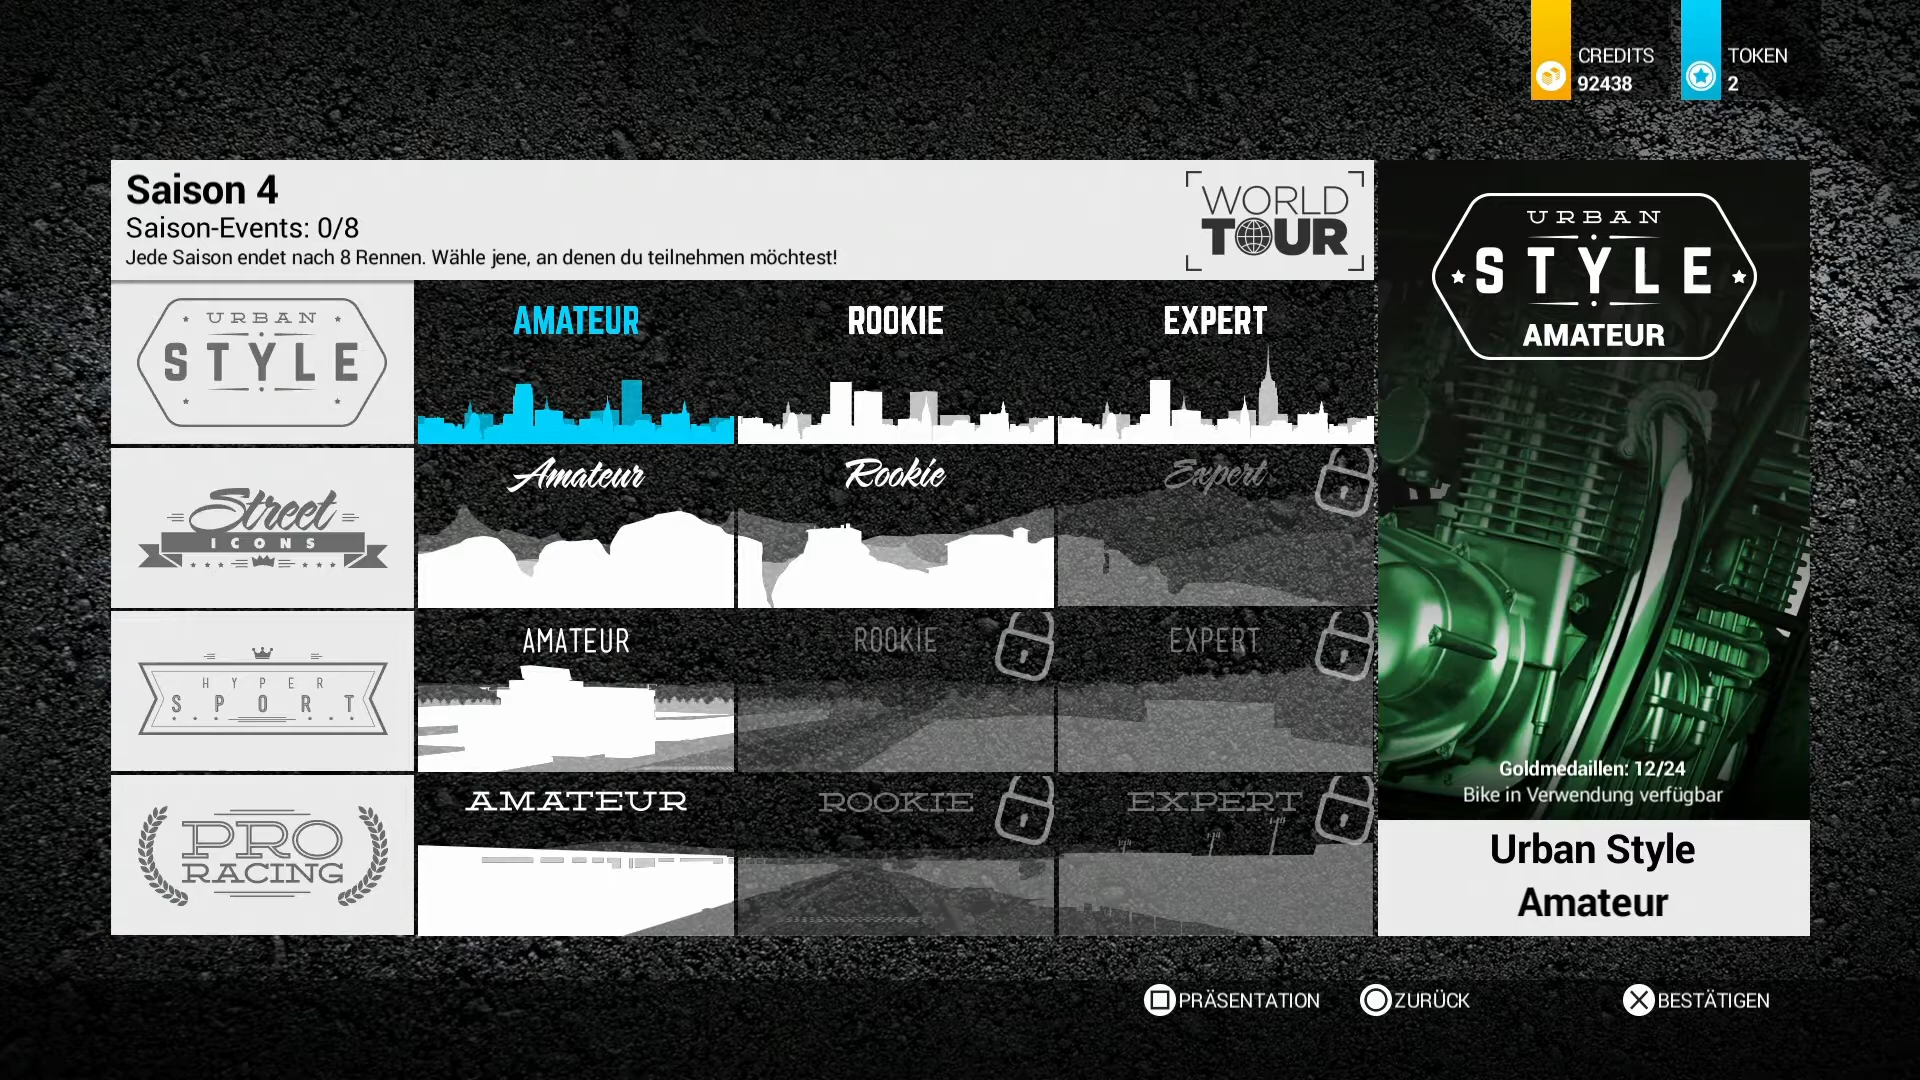 CREDITS
92438
TOKEN
2
Saison 4
Saison-Events: 0/8
Jede Saison endet nach 8 Rennen. Wähle jene, an denen du teilnehmen möchtest!
WORLD
TOUR
URBAN
STYLE
AMATEUR
ROOKIE
EXPERT
Street
ICONS
Amateur
Rookie
Expert
HYPER
SPORT
AMATEUR
ROOKIE
EXPERT
PRO
RACING
AMATEUR
ROOKIE
EXPERT
URBAN
STYLE
AMATEUR
Goldmedaillen: 12/24
Bike in Verwendung verfügbar
Urban Style
Amateur
PRÄSENTATION
ZURÜCK
BESTÄTIGEN